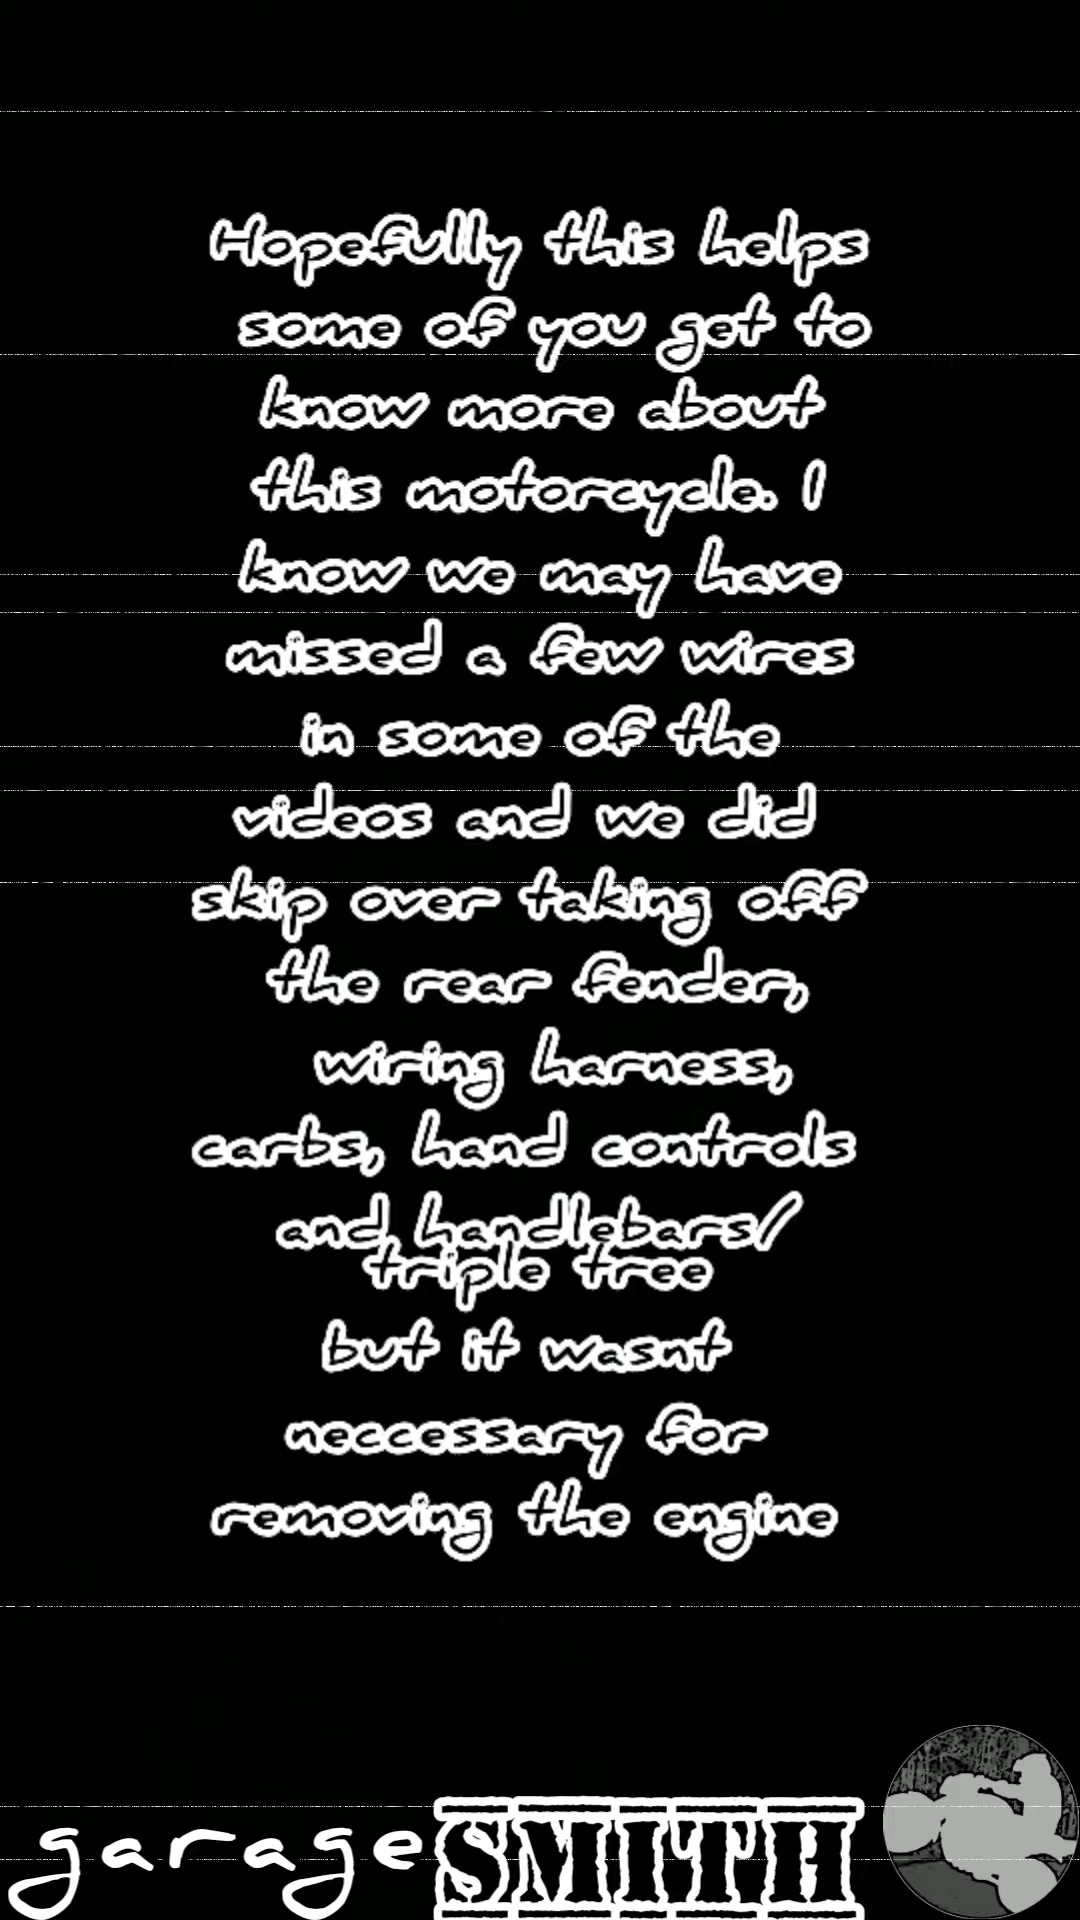 Hopefully this helps
some of you get to
know more about
this motorcycle. I
know we may have
missed a few wires
in some of the
videos and we did
skip over taking off
the rear fender,
wiring harness,
carbs, hand controls
and handlebars/
triple tree
but it wasnt
neccessary for
removing the engine
garageSMITH